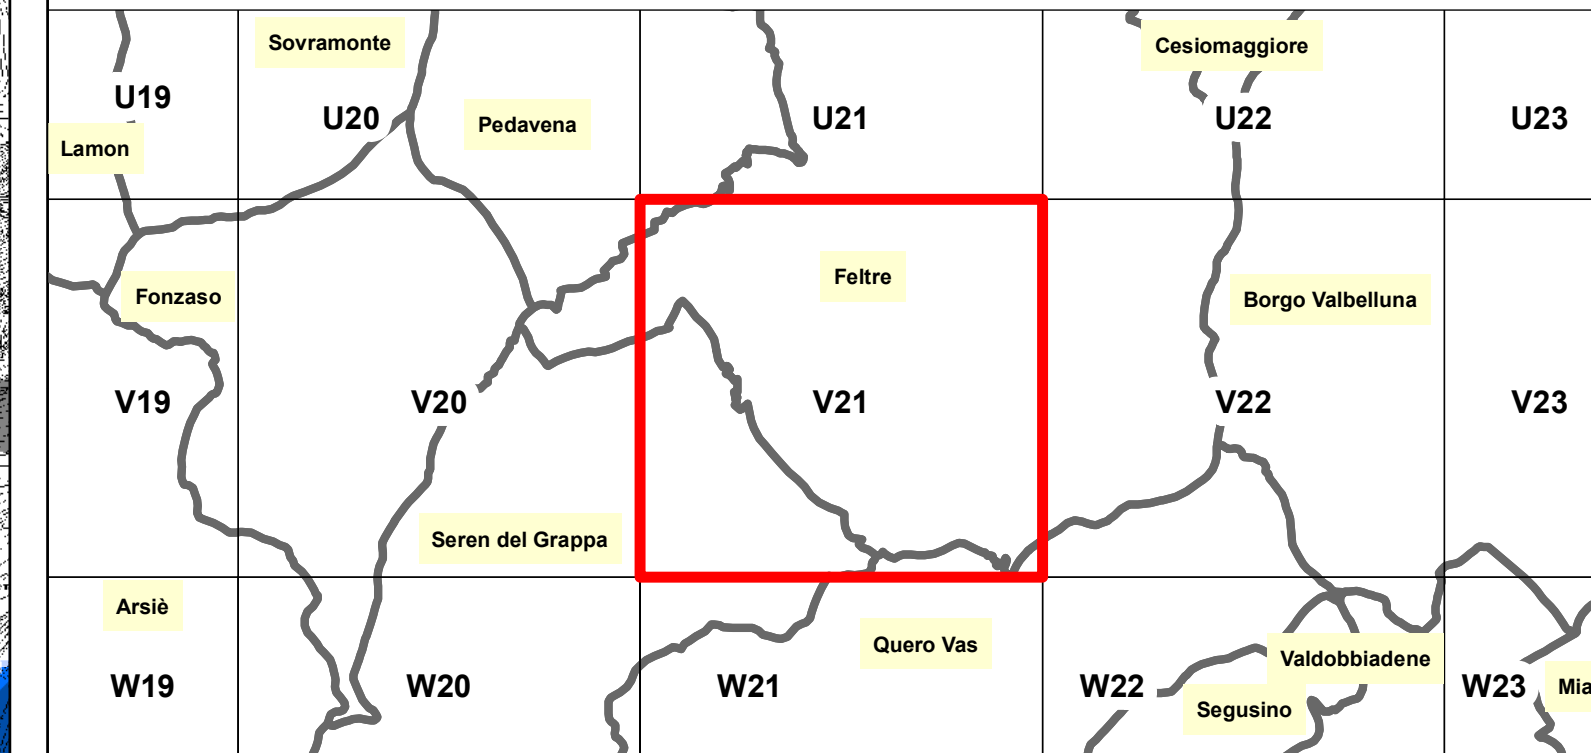 Sovramonte
Cesiomaggiore
U19
U20
Pedavena
U21
U22
U23
Lamon
Feltre
Fonzaso
Borgo Valbelluna
V19
V20
V21
V22
V23
Seren del Grappa
Arsiè
Quero Vas
Valdobbiadene
W19
W20
W21
W22
W23
Mia
Segusino